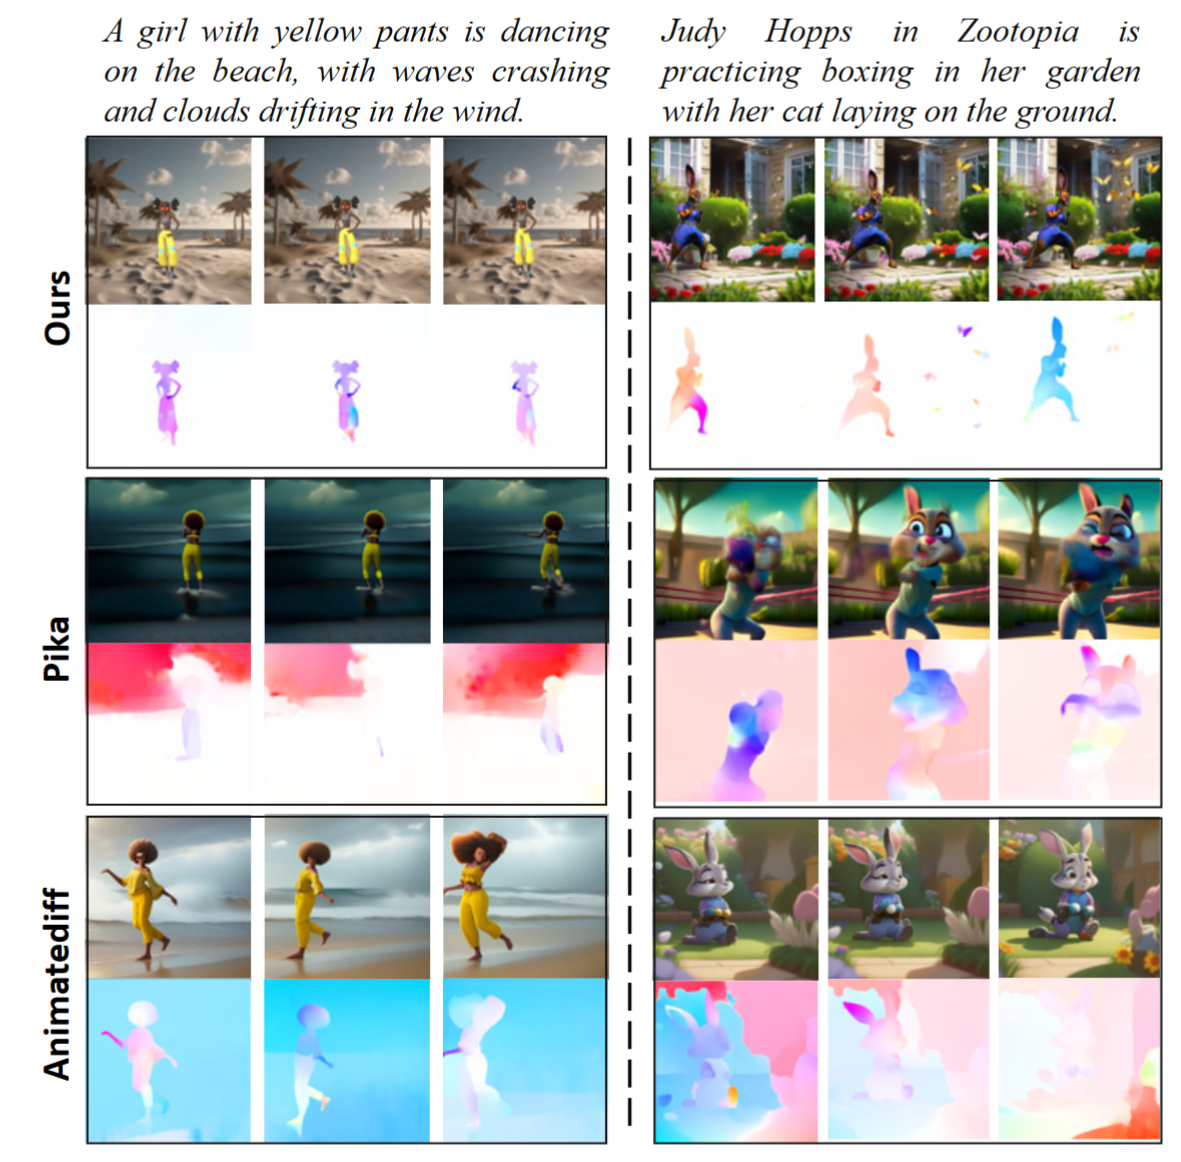 A girl with yellow pants is dancing
on the beach, with waves crashing
and clouds drifting in the wind.
Judy Hopps in Zootopia is
practicing boxing in her garden
with her cat laying on the ground.
Ours
Pika
Animatediff